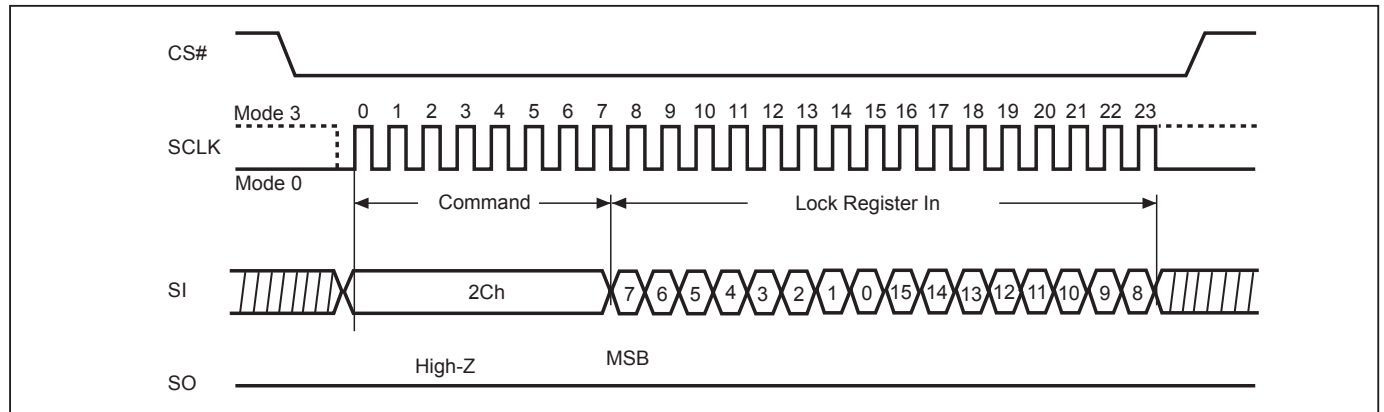 CS#
Mode 3
0 1 2 3 4 5 6 7 8 9 10 11 12 13 14 15 16 17 18 19 20 21 22 23
SCLK
Mode 0
Command
Lock Register In
SI
2Ch
7 6 5 4 3 2 1 0 15 14 13 12 11 10 9 8
High-Z
MSB
SO